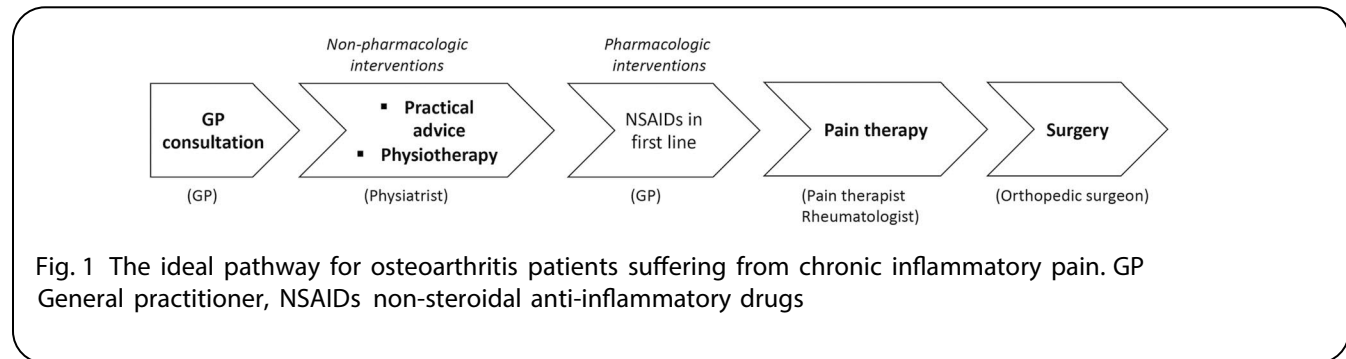 Non-pharmacologic
interventions
Pharmacologic
interventions
GP
consultation
▪ Practical
advice
▪ Physiotherapy
NSAIDs in
first line
Pain therapy
Surgery
(GP)
(Physiatrist)
(GP)
(Pain therapist
Rheumatologist)
(Orthopedic surgeon)
Fig. 1 The ideal pathway for osteoarthritis patients suffering from chronic inflammatory pain. GP
General practitioner, NSAIDs non-steroidal anti-inflammatory drugs